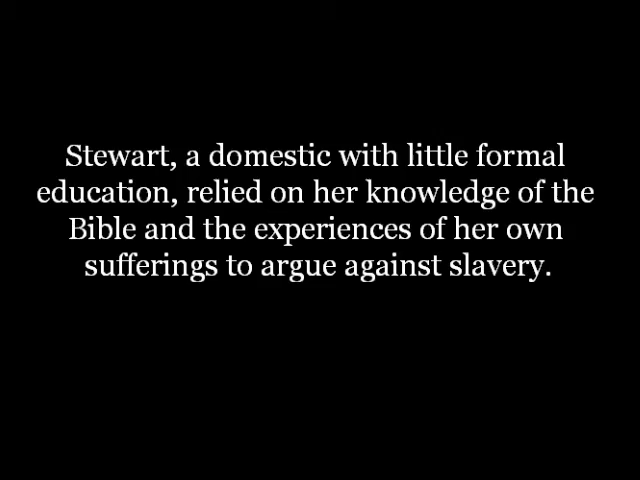 Stewart, a domestic with little formal
education, relied on her knowledge of the
Bible and the experiences of her own
sufferings to argue against slavery.